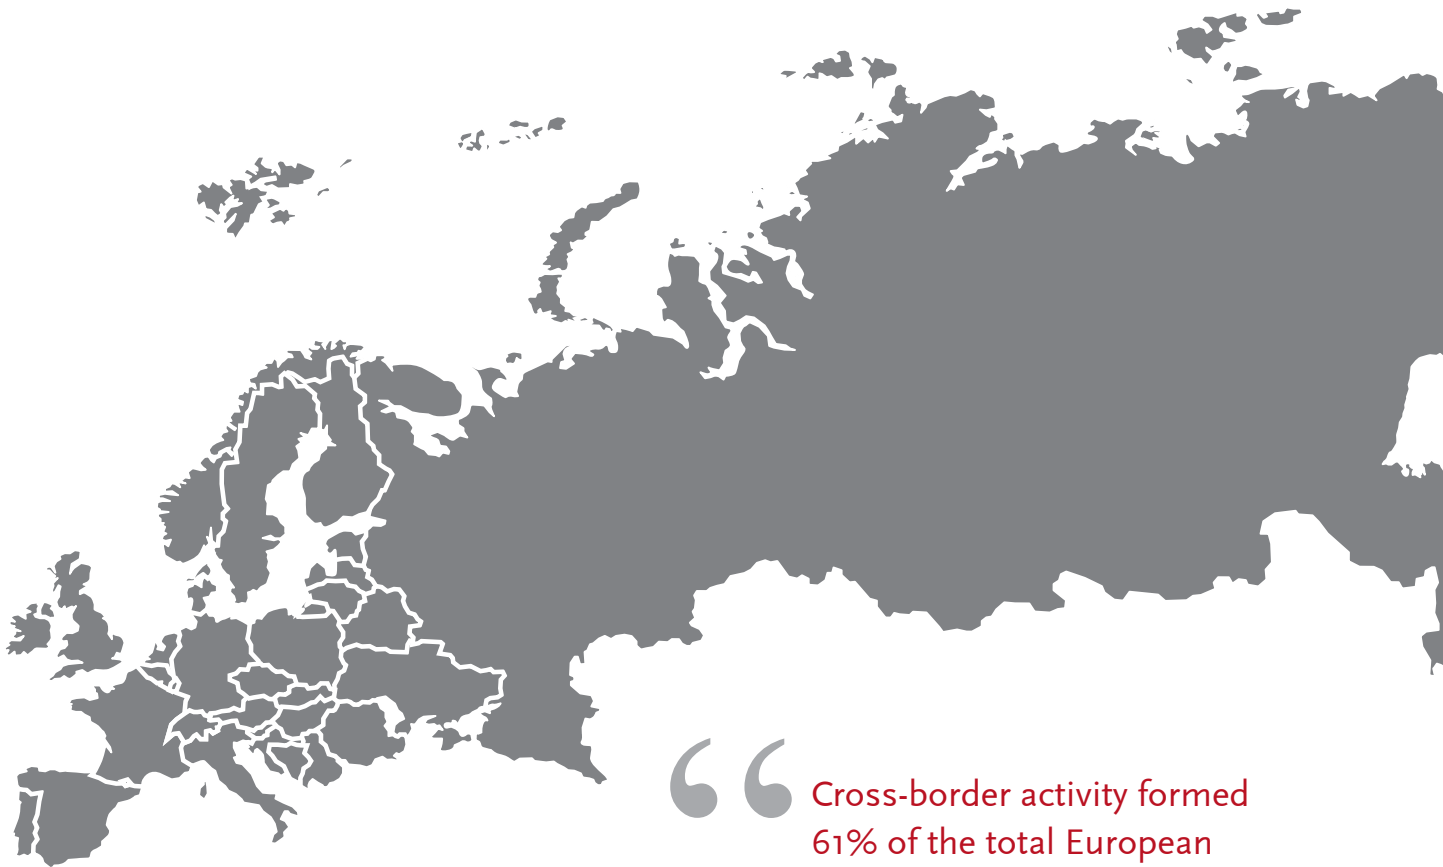 “
Cross-border activity formed
61% of the total European